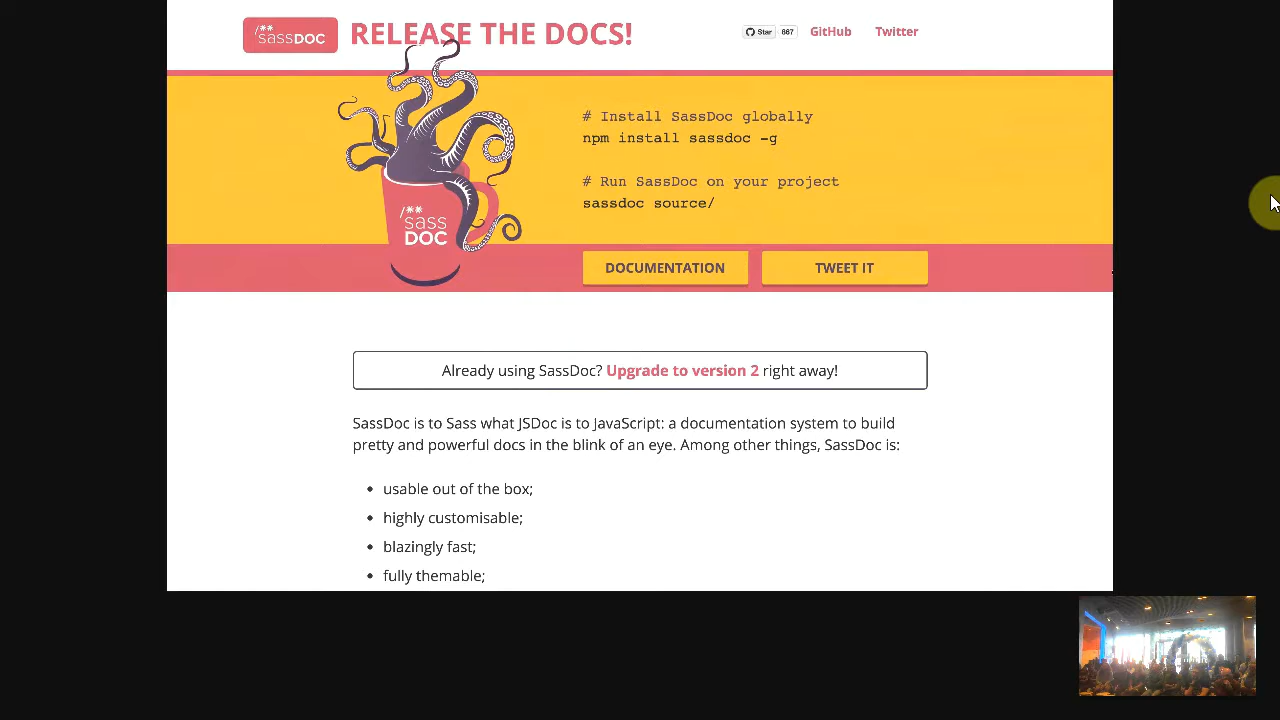 /**
sassDOC
RELEASE THE DOCS!
Star 667
GitHub
Twitter
# Install SassDoc globally
npm install sassdoc -g
# Run SassDoc on your project
sassdoc source/
/**
sass
DOC
DOCUMENTATION
TWEET IT
Already using SassDoc? Upgrade to version 2 right away!
SassDoc is to Sass what JSDoc is to JavaScript: a documentation system to build
pretty and powerful docs in the blink of an eye. Among other things, SassDoc is:
• usable out of the box;
• highly customisable;
• blazingly fast;
• fully themable;